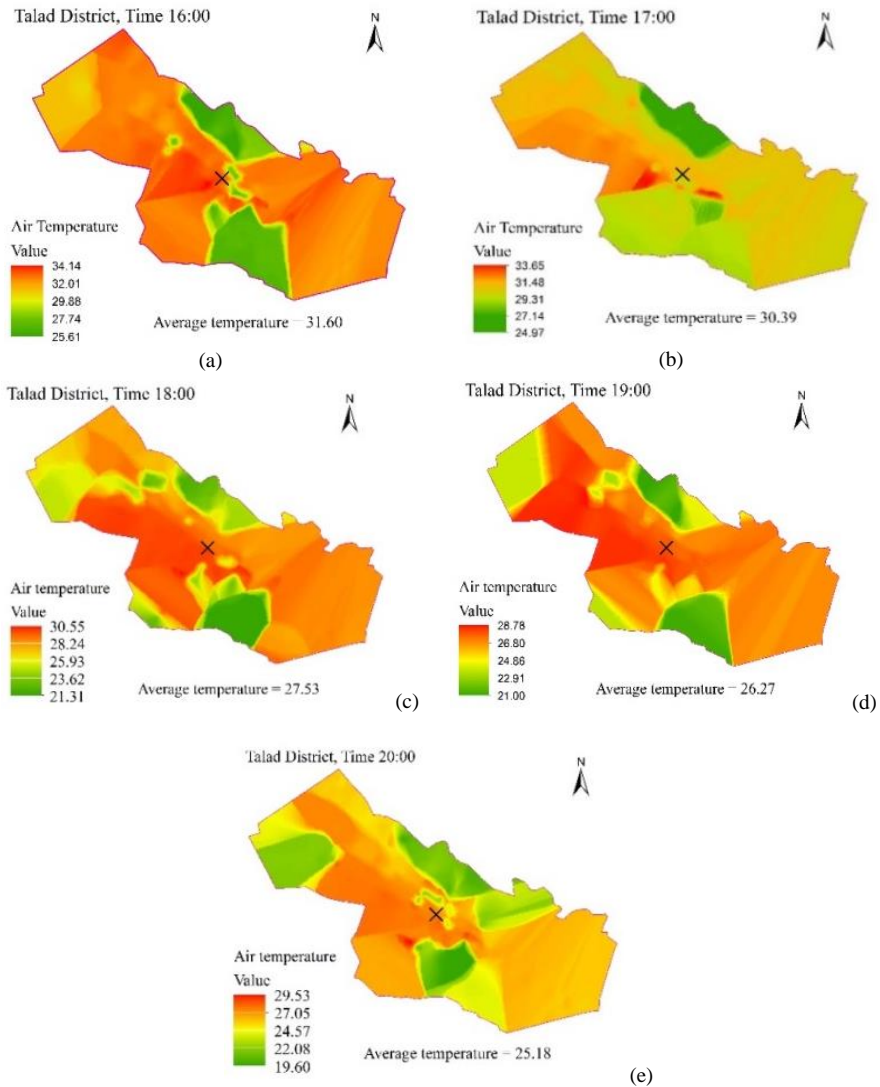 Talad District, Time 16:00
N
Air Temperature
Value
34.14
32.01
29.88
27.74
25.61
Average temperature = 31.60
(a)
Talad District, Time 17:00
N
Air Temperature
Value
33.65
31.48
29.31
27.14
24.97
Average temperature = 30.39
(b)
Talad District, Time 18:00
N
Air temperature
Value
30.55
28.24
25.93
23.62
21.31
Average temperature = 27.53
(c)
Talad District, Time 19:00
N
Air temperature
Value
28.78
26.80
24.86
22.91
21.00
Average temperature = 26.27
(d)
Talad District, Time 20:00
N
Air temperature
Value
29.53
27.05
24.57
22.08
19.60
Average temperature = 25.18
(e)